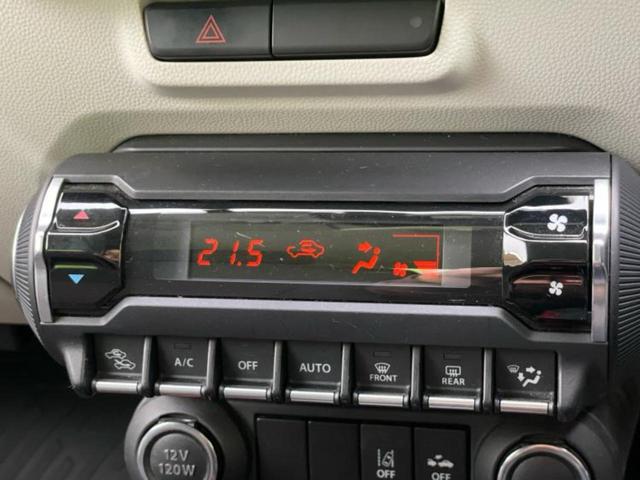 21.5
A/C
OFF
AUTO
FRONT
REAR
12V
120W
OFF
OFF